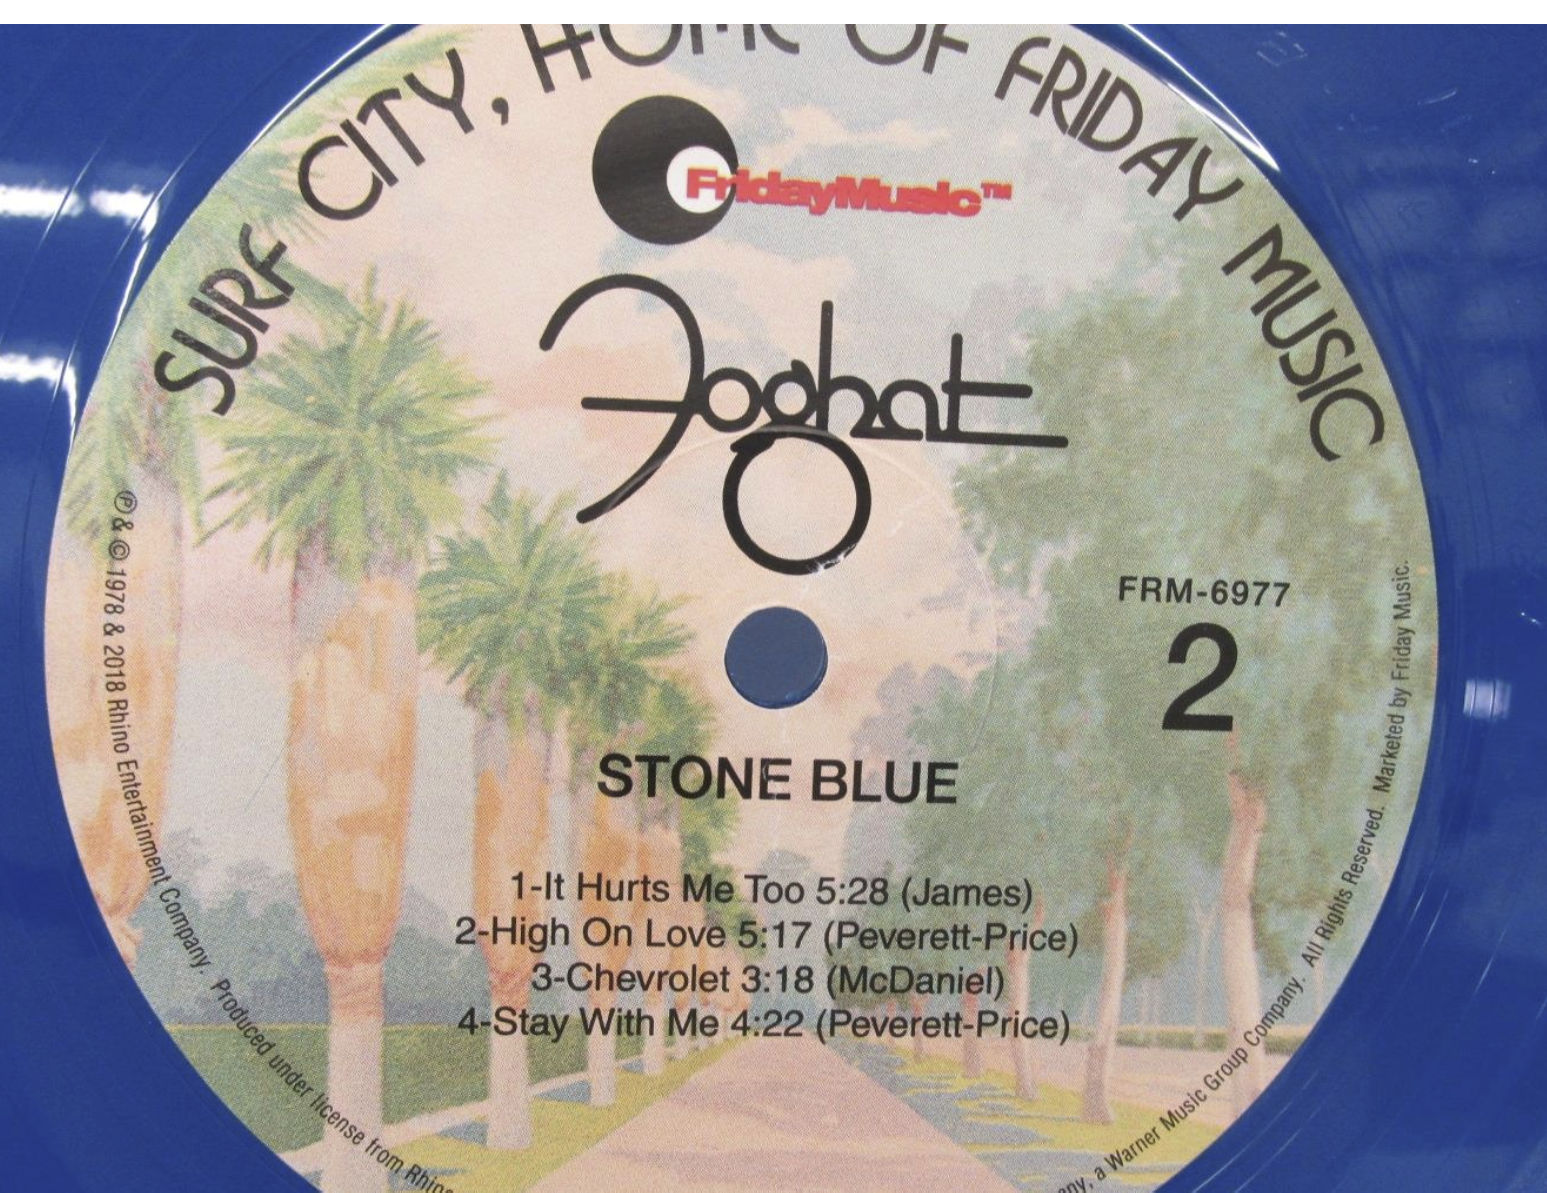 SURF CITY, HOME OF FRIDAY MUSIC
FridayMusic™
Foghat
FRM-6977
2
STONE BLUE
1-It Hurts Me Too 5:28 (James)
2-High On Love 5:17 (Peverett-Price)
3-Chevrolet 3:18 (McDaniel)
4-Stay With Me 4:22 (Peverett-Price)
℗ & © 1978 & 2018 Rhino Entertainment Company. Produced under license from Rhino
a Warner Music Group Company. All Rights Reserved. Marketed by Friday Music.